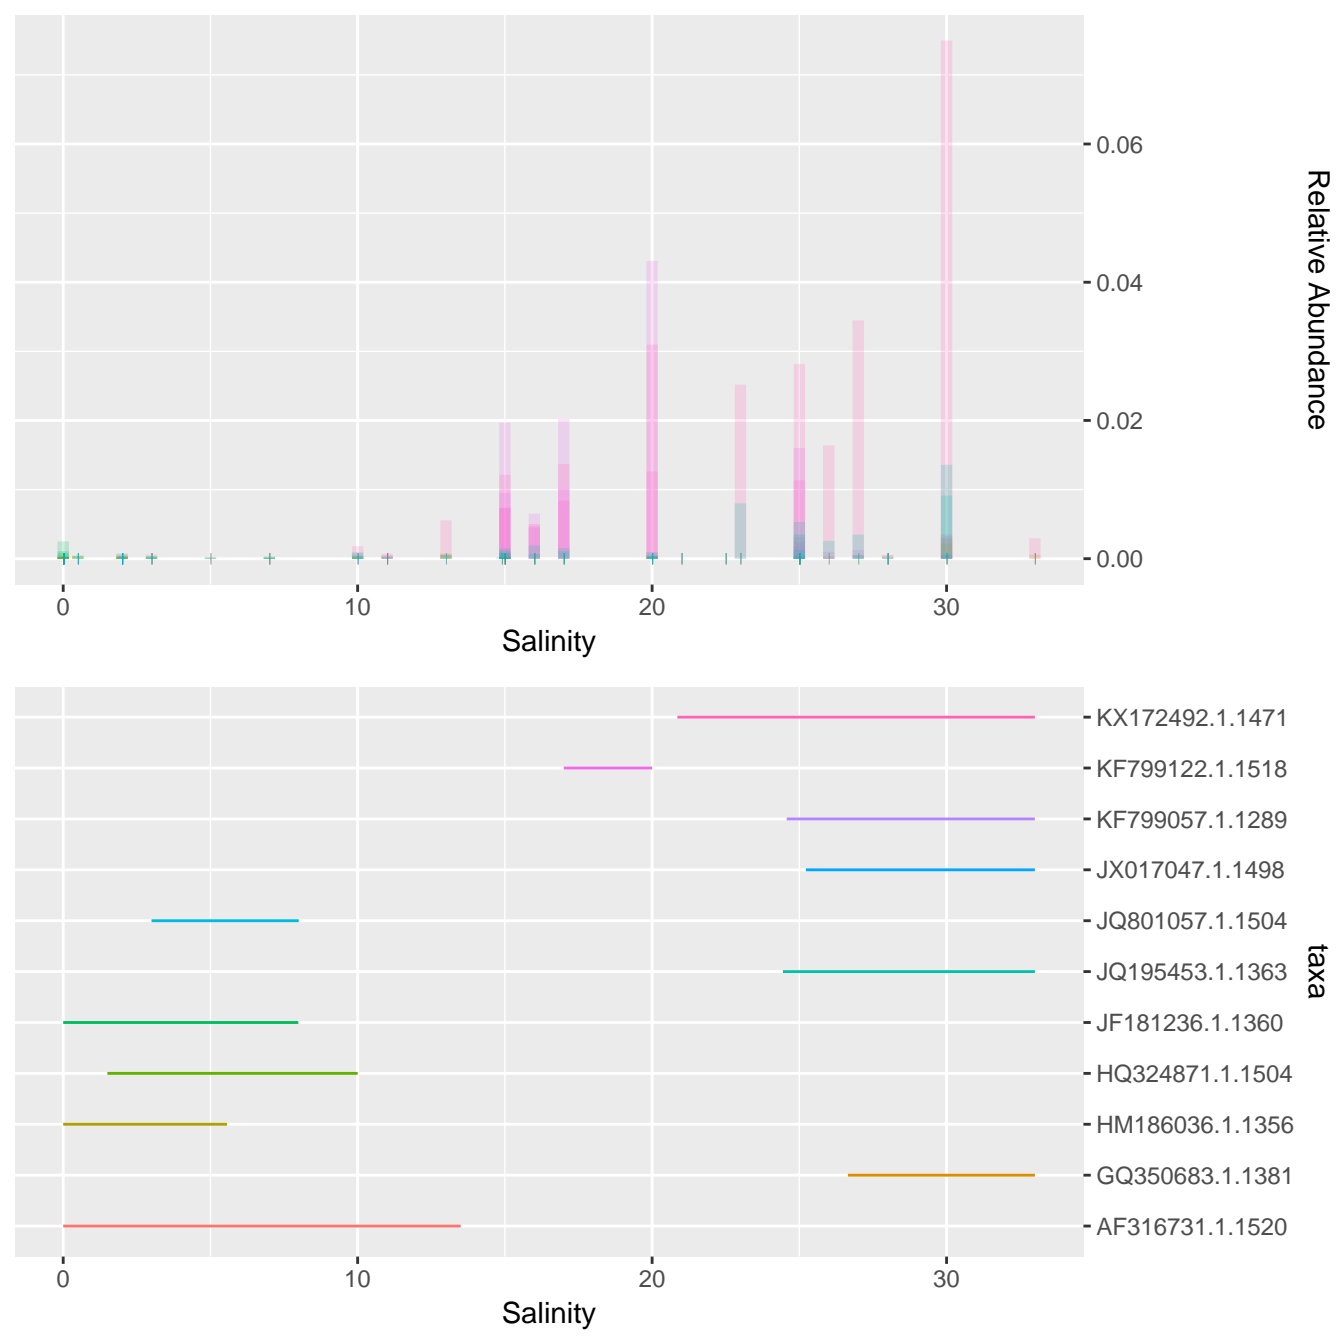 0.06
0.04
0.02
0.00
Relative Abundance
0 10 20 30
Salinity
KX172492.1.1471
KF799122.1.1518
KF799057.1.1289
JX017047.1.1498
JQ801057.1.1504
JQ195453.1.1363
JF181236.1.1360
HQ324871.1.1504
HM186036.1.1356
GQ350683.1.1381
AF316731.1.1520
taxa
0 10 20 30
Salinity